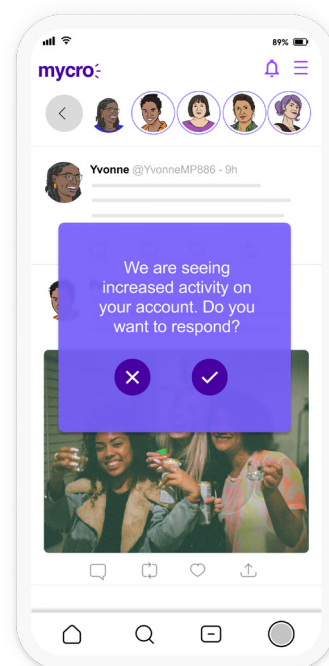 89%
mycro
Yvonne @YvonneMP886 - 9h
We are seeing
increased activity on
your account. Do you
want to respond?